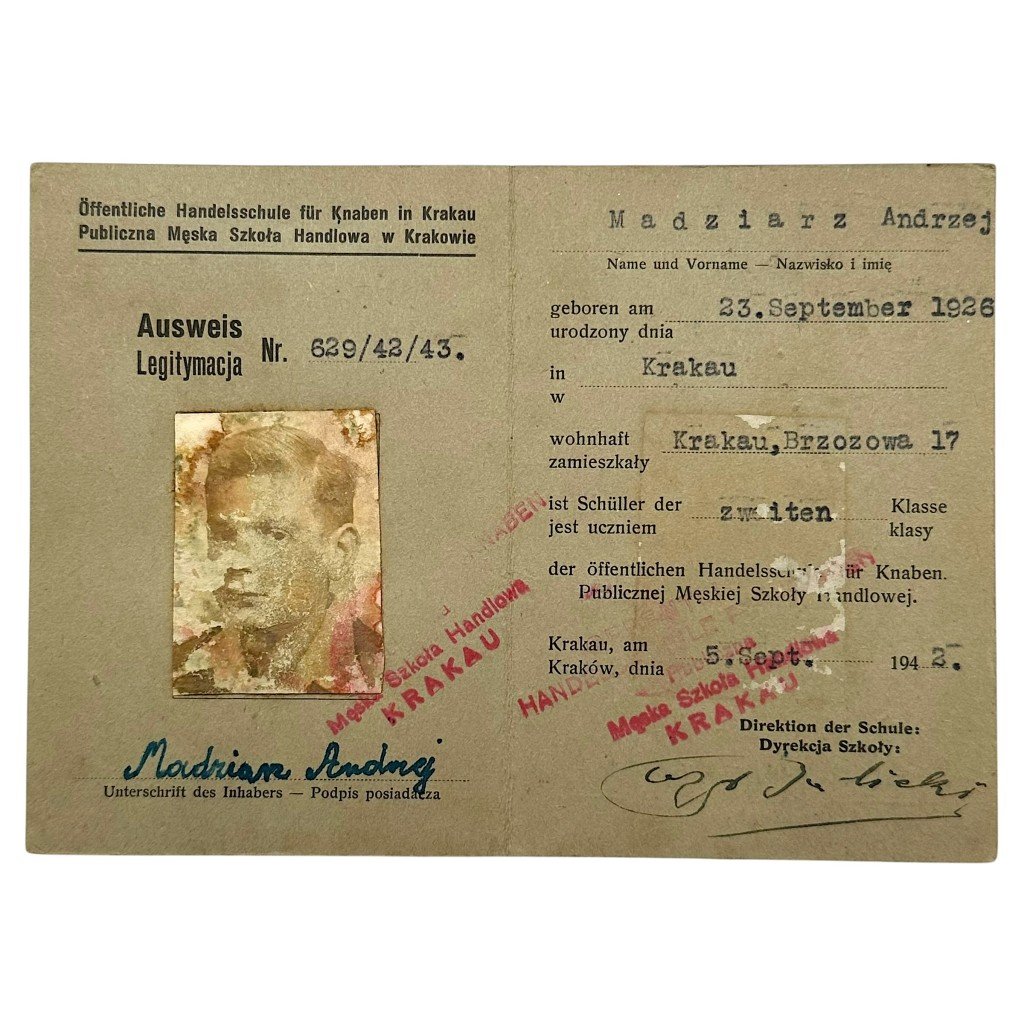 Öffentliche Handelsschule für Knaben in Krakau
Publiczna Męska Szkoła Handlowa w Krakowie
Ausweis
Legitymacja Nr. 629/42/43.
KNABEN
Męska Szkoła Handlowa
KRAKAU
Madziarz Andrzej
Unterschrift des Inhabers — Podpis posiadacza
Madziarz Andrzej
Name und Vorname — Nazwisko i imię
geboren am 23.September 1926
urodzony dnia
in Krakau
w
wohnhaft Krakau,Brzozowa 17
zamieszkały
ist Schüller der zweiten Klasse
jest uczniem klasy
der öffentlichen Handelsschule für Knaben.
Publicznej Męskiej Szkoły Handlowej.
Krakau, am 5.Sept. 1942.
Kraków, dnia
HANDEL
Publiczna
Męska Szkoła Handlowa
KRAKAU
Direktion der Schule:
Dyrekcja Szkoły: